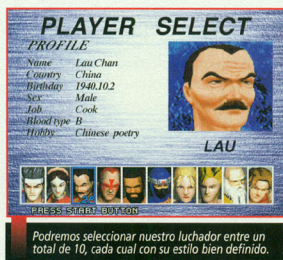 PLAYER SELECT
PROFILE
Name Lau Chan
Country China
Birthday 1940.10.2
Sex Male
Job Cook
Blood type B
Hobby Chinese poetry
LAU
PRESS START BUTTON
Podremos seleccionar nuestro luchador entre un
total de 10, cada cual con su estilo bien definido.